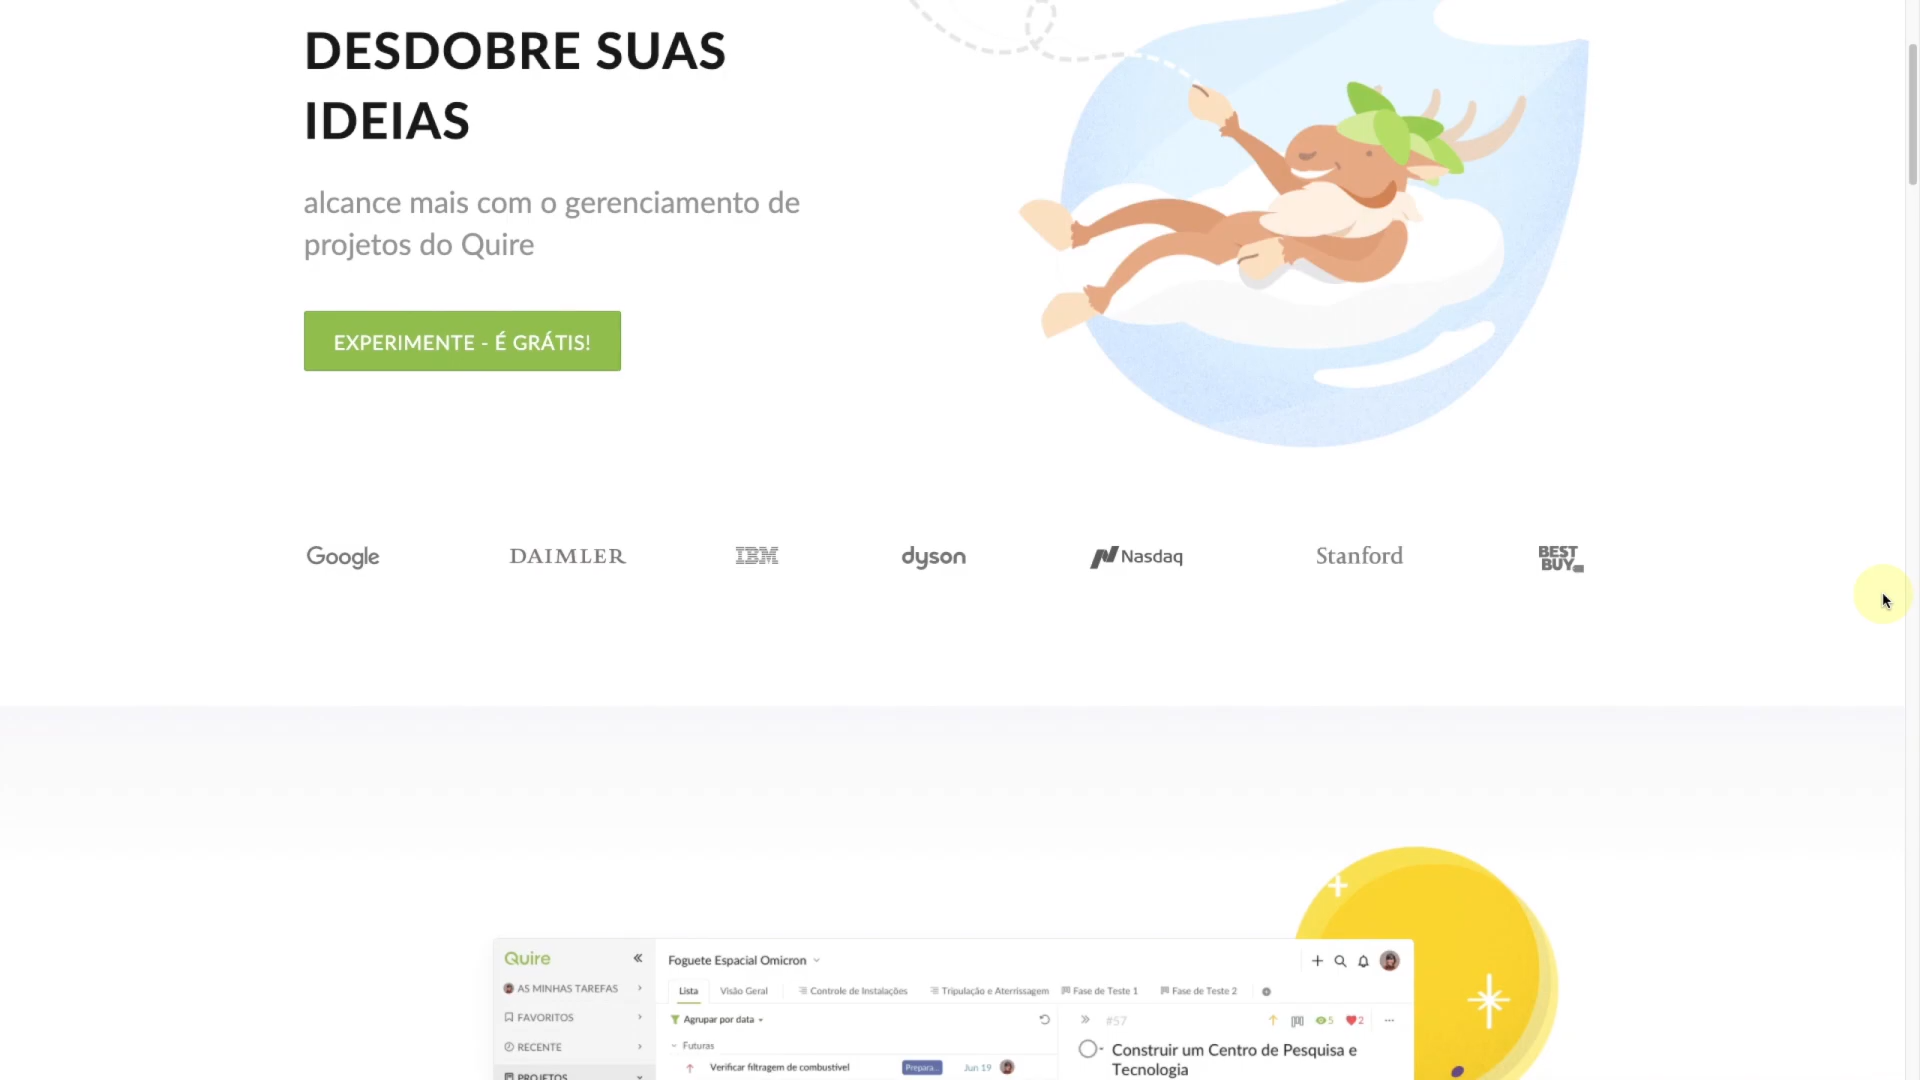 DESDOBRE SUAS
IDEIAS
alcance mais com o gerenciamento de
projetos do Quire
EXPERIMENTE - É GRÁTIS!
Google
DAIMLER
IBM
dyson
Nasdaq
Stanford
BEST
BUY
Quire
AS MINHAS TAREFAS
FAVORITOS
RECENTE
PROJETOS
Foguete Espacial Omicron
Lista
Visão Geral
Controle de Instalações
Tripulação e Aterrissagem
Fase de Teste 1
Fase de Teste 2
Agrupar por data
Futuras
Verificar filtragem de combustível
Prepara...
Jun 19
#57
5
2
Construir um Centro de Pesquisa e
Tecnologia